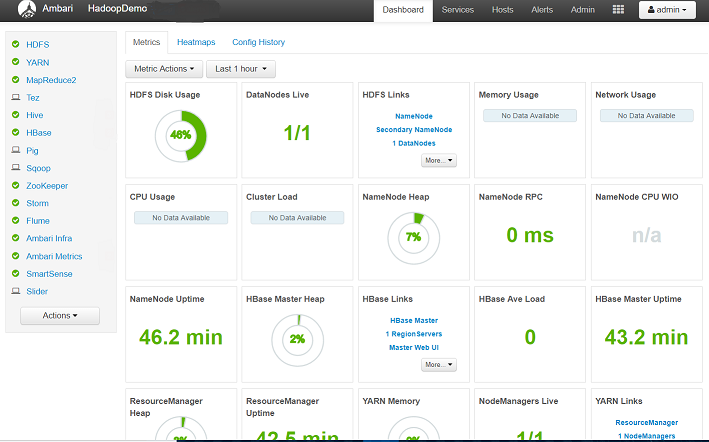 Ambari HadoopDemo Dashboard Services Hosts Alerts Admin admin
HDFS
YARN
MapReduce2
Tez
Hive
HBase
Pig
Sqoop
ZooKeeper
Storm
Flume
Ambari Infra
Ambari Metrics
SmartSense
Slider
Actions
Metrics Heatmaps Config History
Metric Actions Last 1 hour
HDFS Disk Usage
46%
DataNodes Live
1/1
HDFS Links
NameNode
Secondary NameNode
1 DataNodes
More...
Memory Usage
No Data Available
Network Usage
No Data Available
CPU Usage
No Data Available
Cluster Load
No Data Available
NameNode Heap
7%
NameNode RPC
0 ms
NameNode CPU WIO
n/a
NameNode Uptime
46.2 min
HBase Master Heap
2%
HBase Links
HBase Master
1 RegionServers
Master Web UI
More...
HBase Ave Load
0
HBase Master Uptime
43.2 min
ResourceManager
Heap
ResourceManager
Uptime
42.5 min
YARN Memory
NodeManagers Live
1/1
YARN Links
ResourceManager
1 NodeManagers